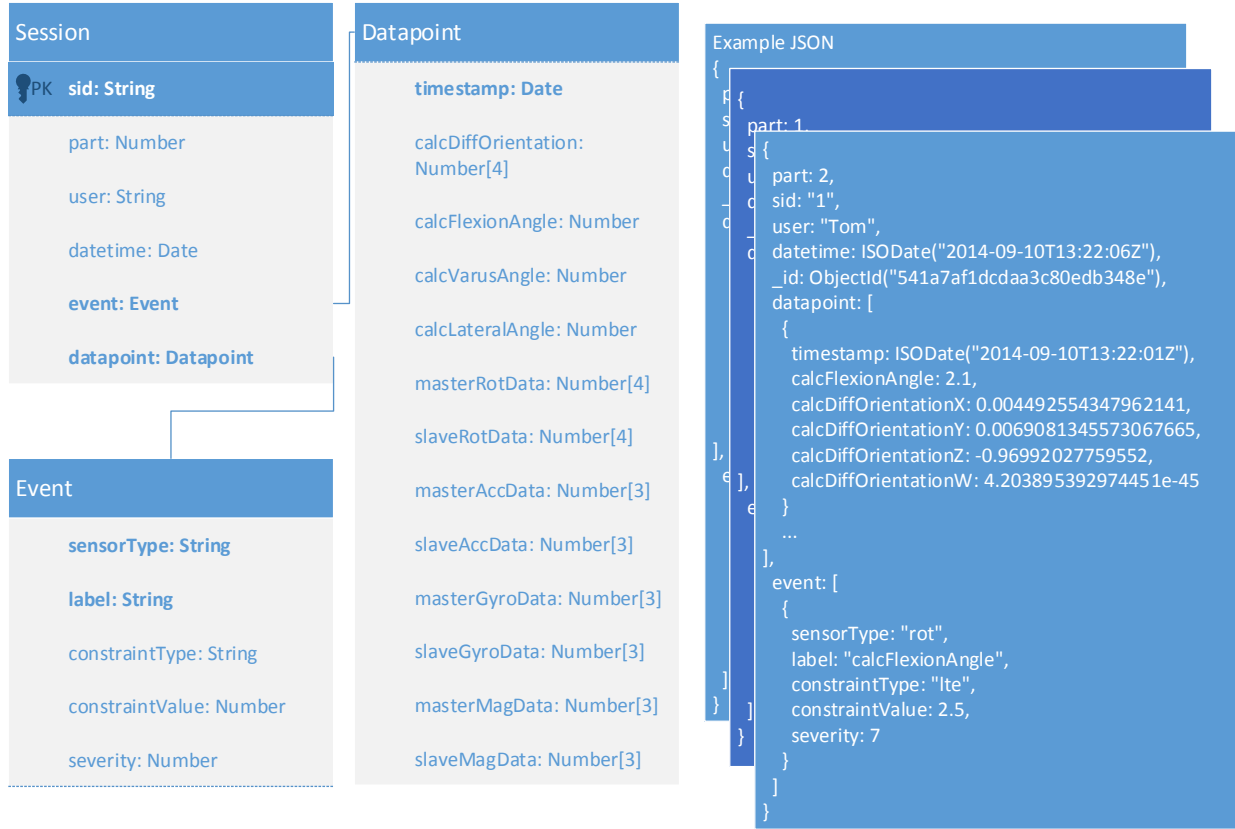 Session
PK sid: String
part: Number
user: String
datetime: Date
event: Event
datapoint: Datapoint
Event
sensorType: String
label: String
constraintType: String
constraintValue: Number
severity: Number
Datapoint
timestamp: Date
calcDiffOrientation:
Number[4]
calcFlexionAngle: Number
calcVarusAngle: Number
calcLateralAngle: Number
masterRotData: Number[4]
slaveRotData: Number[4]
masterAccData: Number[3]
slaveAccData: Number[3]
masterGyroData: Number[3]
slaveGyroData: Number[3]
masterMagData: Number[3]
slaveMagData: Number[3]
Example JSON
{
],
]
}
{
part: 1,
],
]
}
{
part: 2,
sid: "1",
user: "Tom",
datetime: ISODate("2014-09-10T13:22:06Z"),
_id: ObjectId("541a7af1dcdaa3c80edb348e"),
datapoint: [
{
timestamp: ISODate("2014-09-10T13:22:01Z"),
calcFlexionAngle: 2.1,
calcDiffOrientationX: 0.004492554347962141,
calcDiffOrientationY: 0.0069081345573067665,
calcDiffOrientationZ: -0.96992027759552,
calcDiffOrientationW: 4.203895392974451e-45
}
...
],
event: [
{
sensorType: "rot",
label: "calcFlexionAngle",
constraintType: "lte",
constraintValue: 2.5,
severity: 7
}
]
}